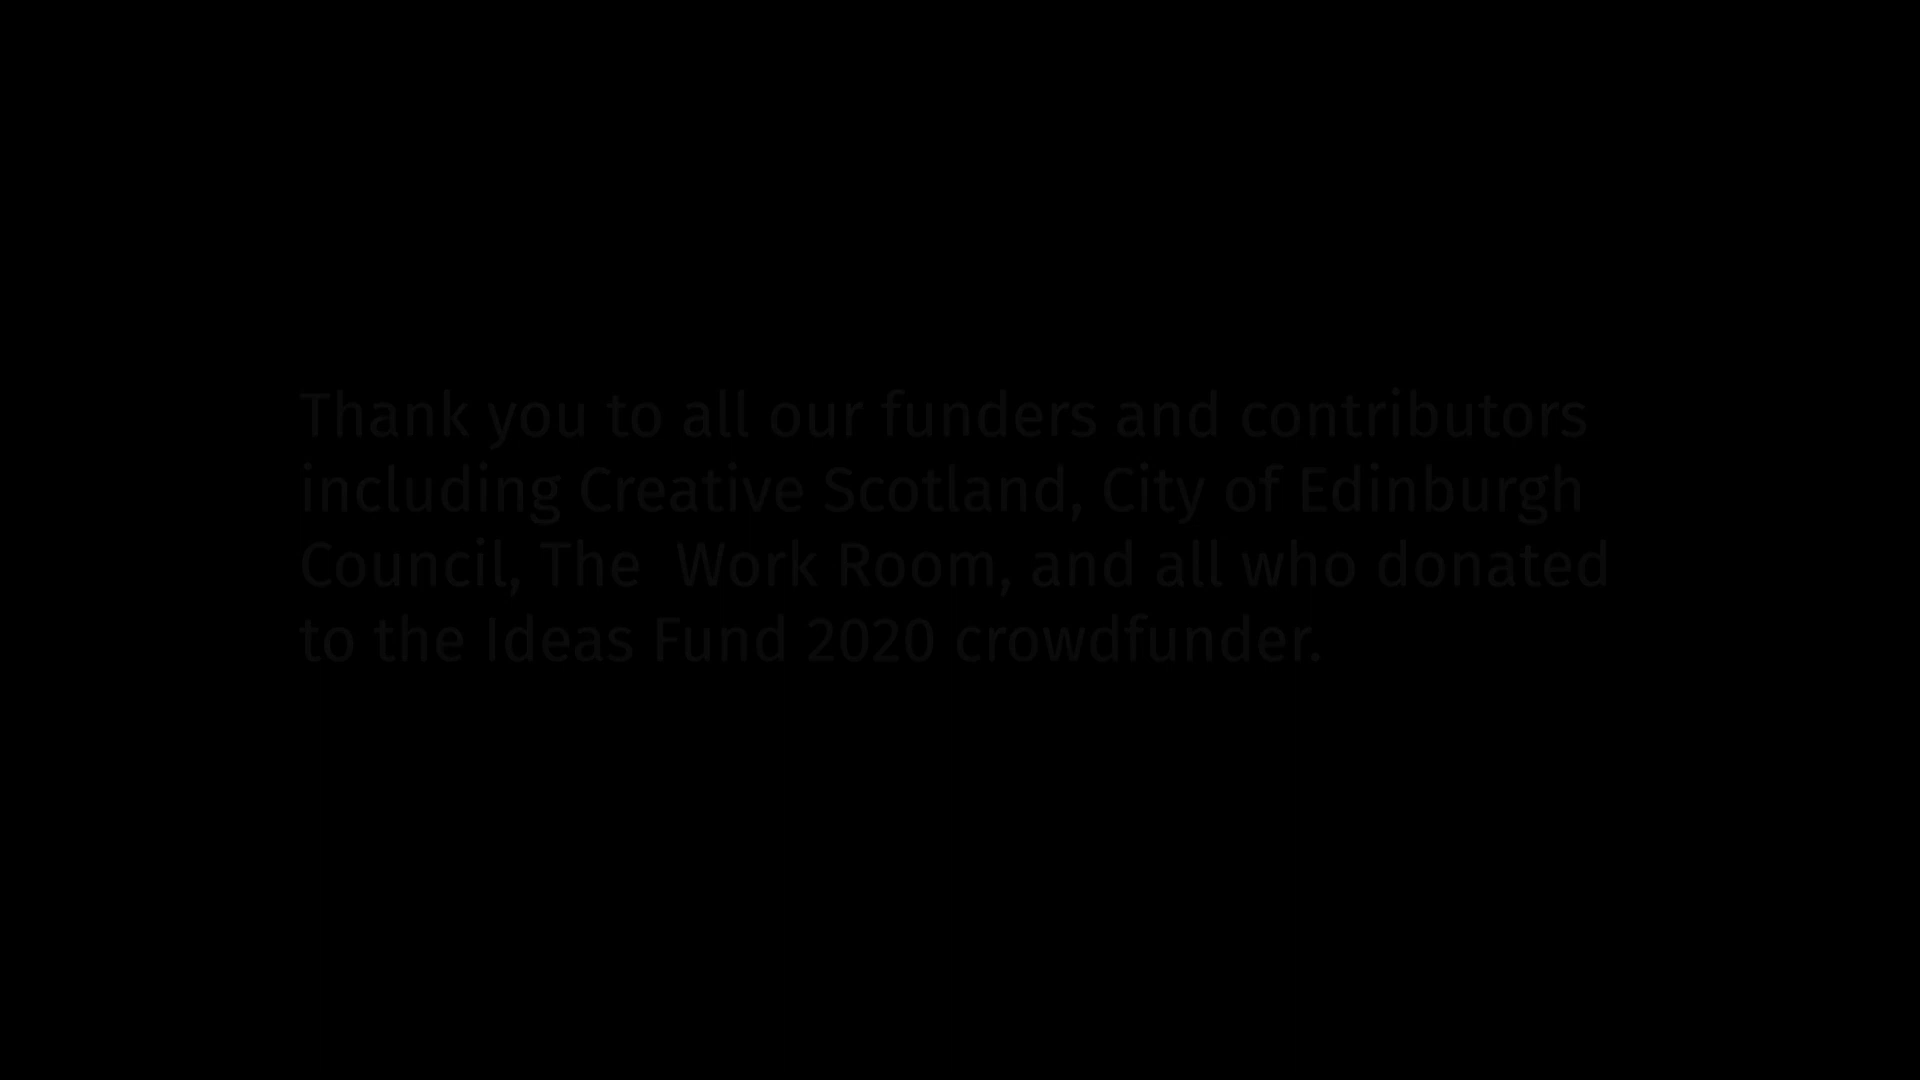 Thank you to all our funders and contributors
including Creative Scotland, City of Edinburgh
Council, The  Work Room, and all who donated
to the Ideas Fund 2020 crowdfunder.